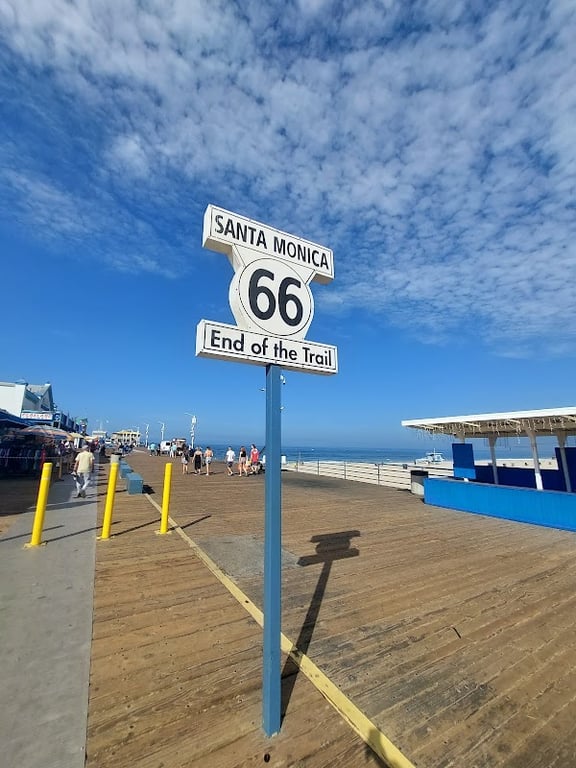 SANTA MONICA
66
End of the Trail